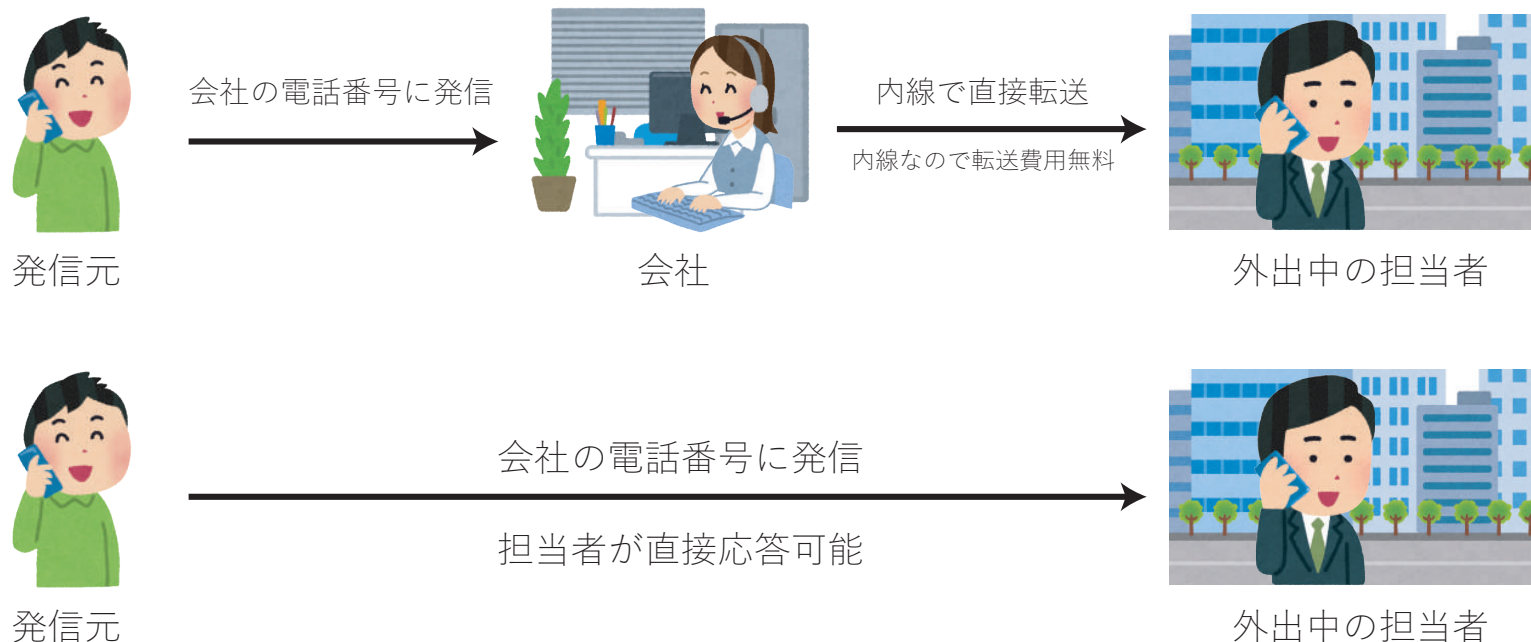 会社の電話番号に発信
内線で直接転送
内線なので転送費用無料
発信元
会社
外出中の担当者
会社の電話番号に発信
担当者が直接応答可能
発信元
外出中の担当者